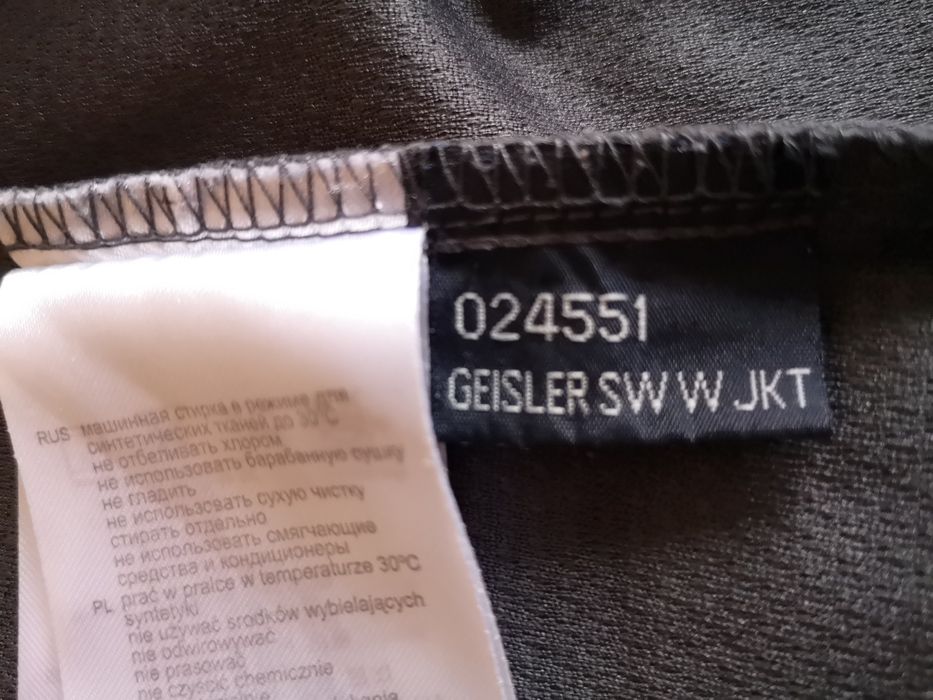 024551
GEISLER SW W JKT
RUS машинная стирка в режиме для
синтетических тканей до 30°C
не отбеливать хлором
не использовать барабанную сушку
не гладить
не использовать сухую чистку
стирать отдельно
не использовать смягчающие
средства и кондиционеры
PL prać w pralce w temperaturze 30°C
syntetyki
nie używać środków wybielających
nie odwirowywać
nie prasować
nie czyścić chemicznie